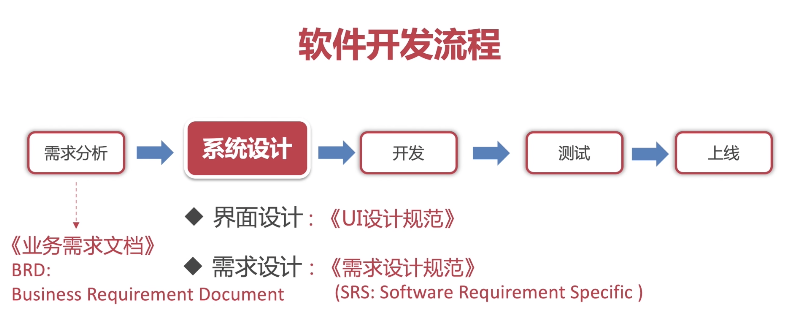 软件开发流程
需求分析
系统设计
开发
测试
上线
◆ 界面设计：《UI设计规范》
《业务需求文档》
BRD:
Business Requirement Document
◆ 需求设计：《需求设计规范》
(SRS: Software Requirement Specific )